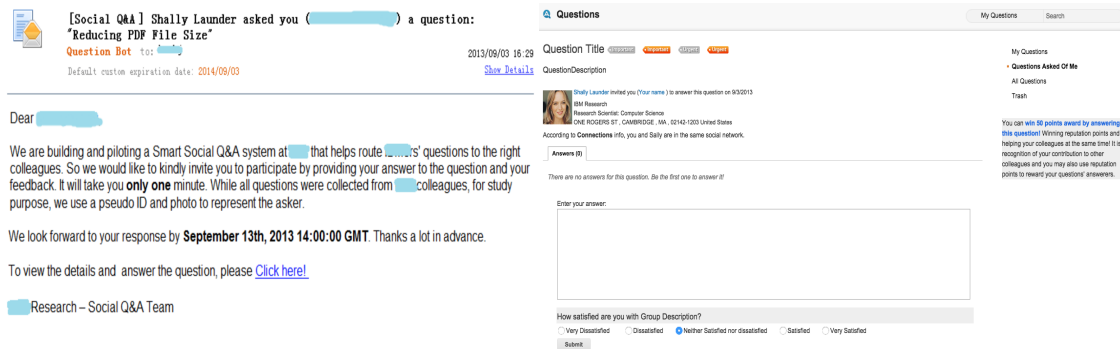 [Social Q&A] Shally Launder asked you (                ) a question:
"Reducing PDF File Size"
Question Bot to:
2013/09/03 16:29
Default custom expiration date: 2014/09/03
Show Details
Dear
We are building and piloting a Smart Social Q&A system at      that helps route      rs' questions to the right
colleagues. So we would like to kindly invite you to participate by providing your answer to the question and your
feedback. It will take you only one minute. While all questions were collected from      colleagues, for study
purpose, we use a pseudo ID and photo to represent the asker.
We look forward to your response by September 13th, 2013 14:00:00 GMT. Thanks a lot in advance.
To view the details and answer the question, please Click here!
Research – Social Q&A Team
Questions
My Questions
Search
Question Title
Important
Important
Urgent
Urgent
QuestionDescription
Shally Launder invited you (Your name ) to answer this question on 9/3/2013
IBM Research
Research Scientist: Computer Science
ONE ROGERS ST , CAMBRIDGE , MA , 02142-1203 United States
According to Connections info, you and Sally are in the same social network.
Answers (0)
There are no answers for this question. Be the first one to answer it!
Enter your answer:
How satisfied are you with Group Description?
Very Dissatisfied
Dissatisfied
Neither Satisfied nor dissatisfied
Satisfied
Very Satisfied
Submit
My Questions
Questions Asked Of Me
All Questions
Trash
You can win 50 points award by answering
this question! Winning reputation points and
helping your colleagues at the same time! It is
recognition of your contribution to other
colleagues and you may also use reputation
points to reward your questions' answerers.